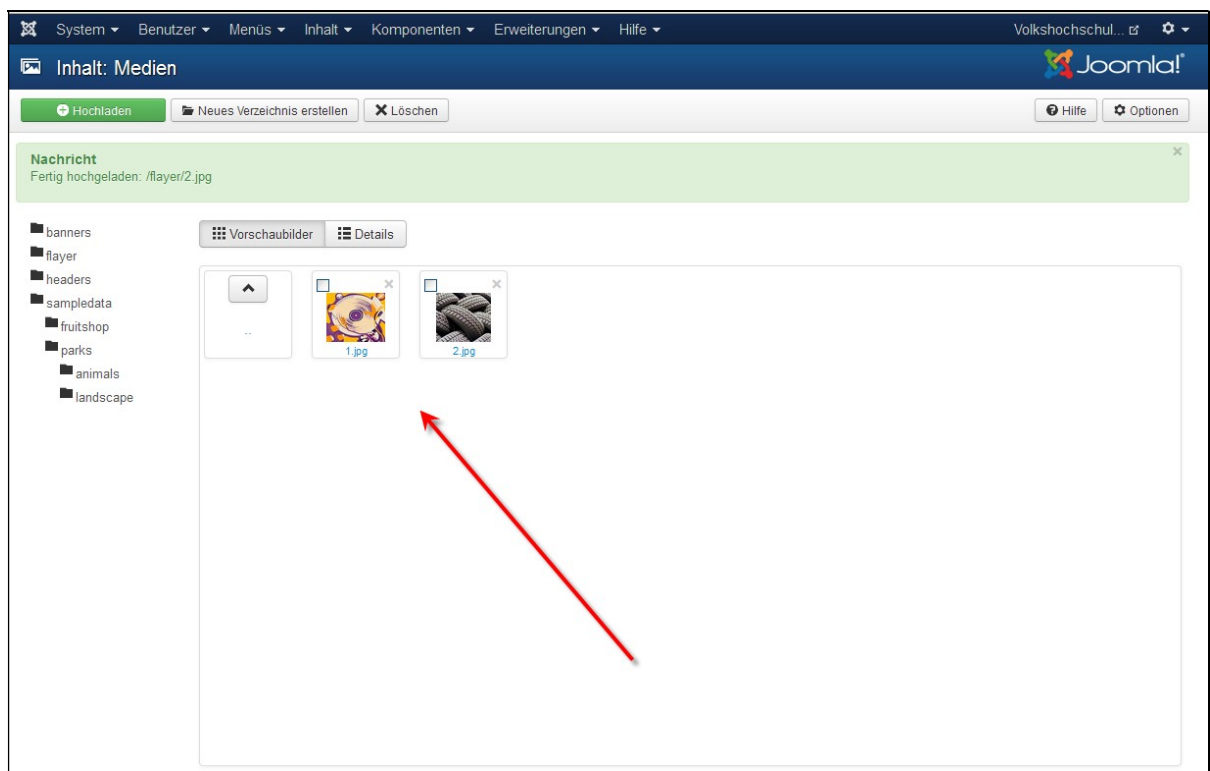 System Benutzer Menüs Inhalt Komponenten Erweiterungen Hilfe Volkshochschul...
Inhalt: Medien Joomla!
Hochladen Neues Verzeichnis erstellen Löschen Hilfe Optionen
Nachricht
Fertig hochgeladen: /flayer/2.jpg
banners
flayer
headers
sampledata
fruitshop
parks
animals
landscape
Vorschaubilder Details
..
1.jpg 2.jpg